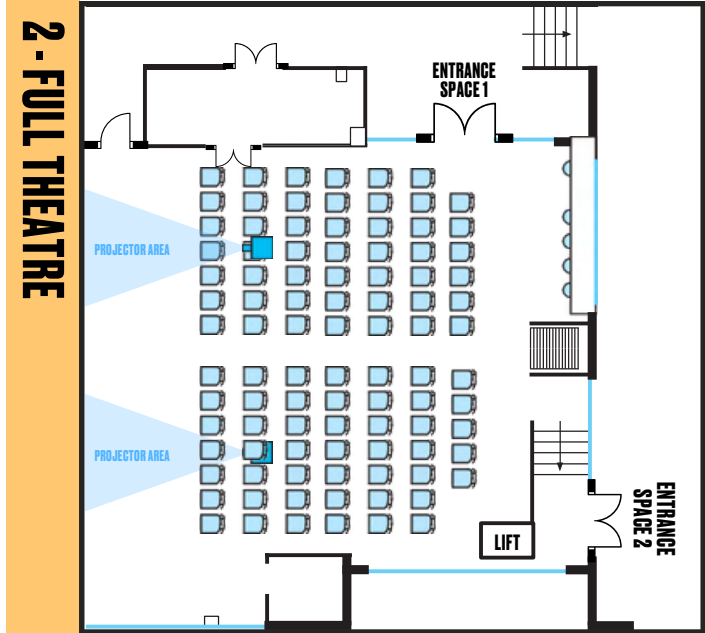 2 - FULL THEATRE
ENTRANCE
SPACE 1
PROJECTOR AREA
PROJECTOR AREA
ENTRANCE
SPACE 2
LIFT